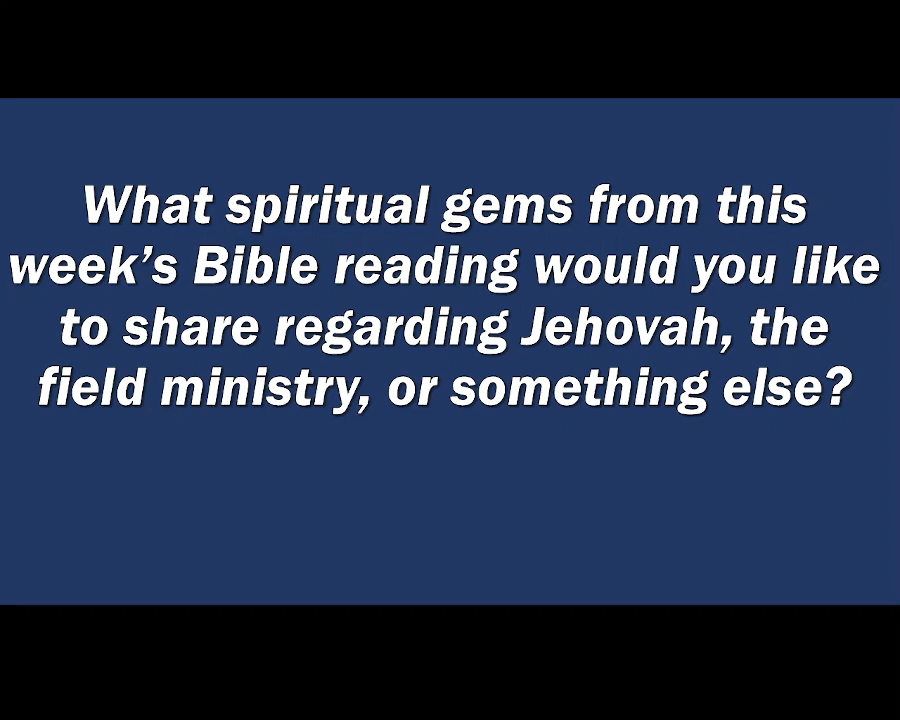 What spiritual gems from this
week’s Bible reading would you like
to share regarding Jehovah, the
field ministry, or something else?